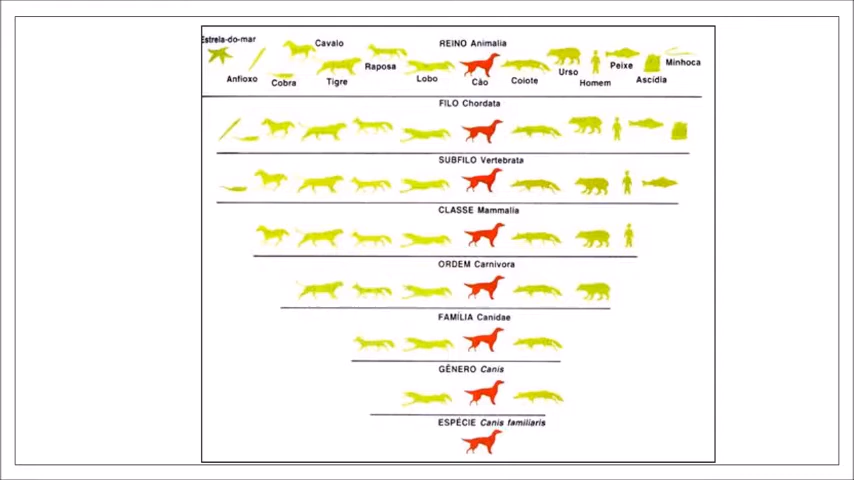 Estrela-do-mar
Cavalo
REINO Animalia
Raposa
Peixe
Minhoca
Anfioxo
Cobra
Tigre
Lobo
Cão
Coiote
Urso
Homem
Ascídia
FILO Chordata
SUBFILO Vertebrata
CLASSE Mammalia
ORDEM Carnivora
FAMÍLIA Canidae
GÊNERO Canis
ESPÉCIE Canis familiaris